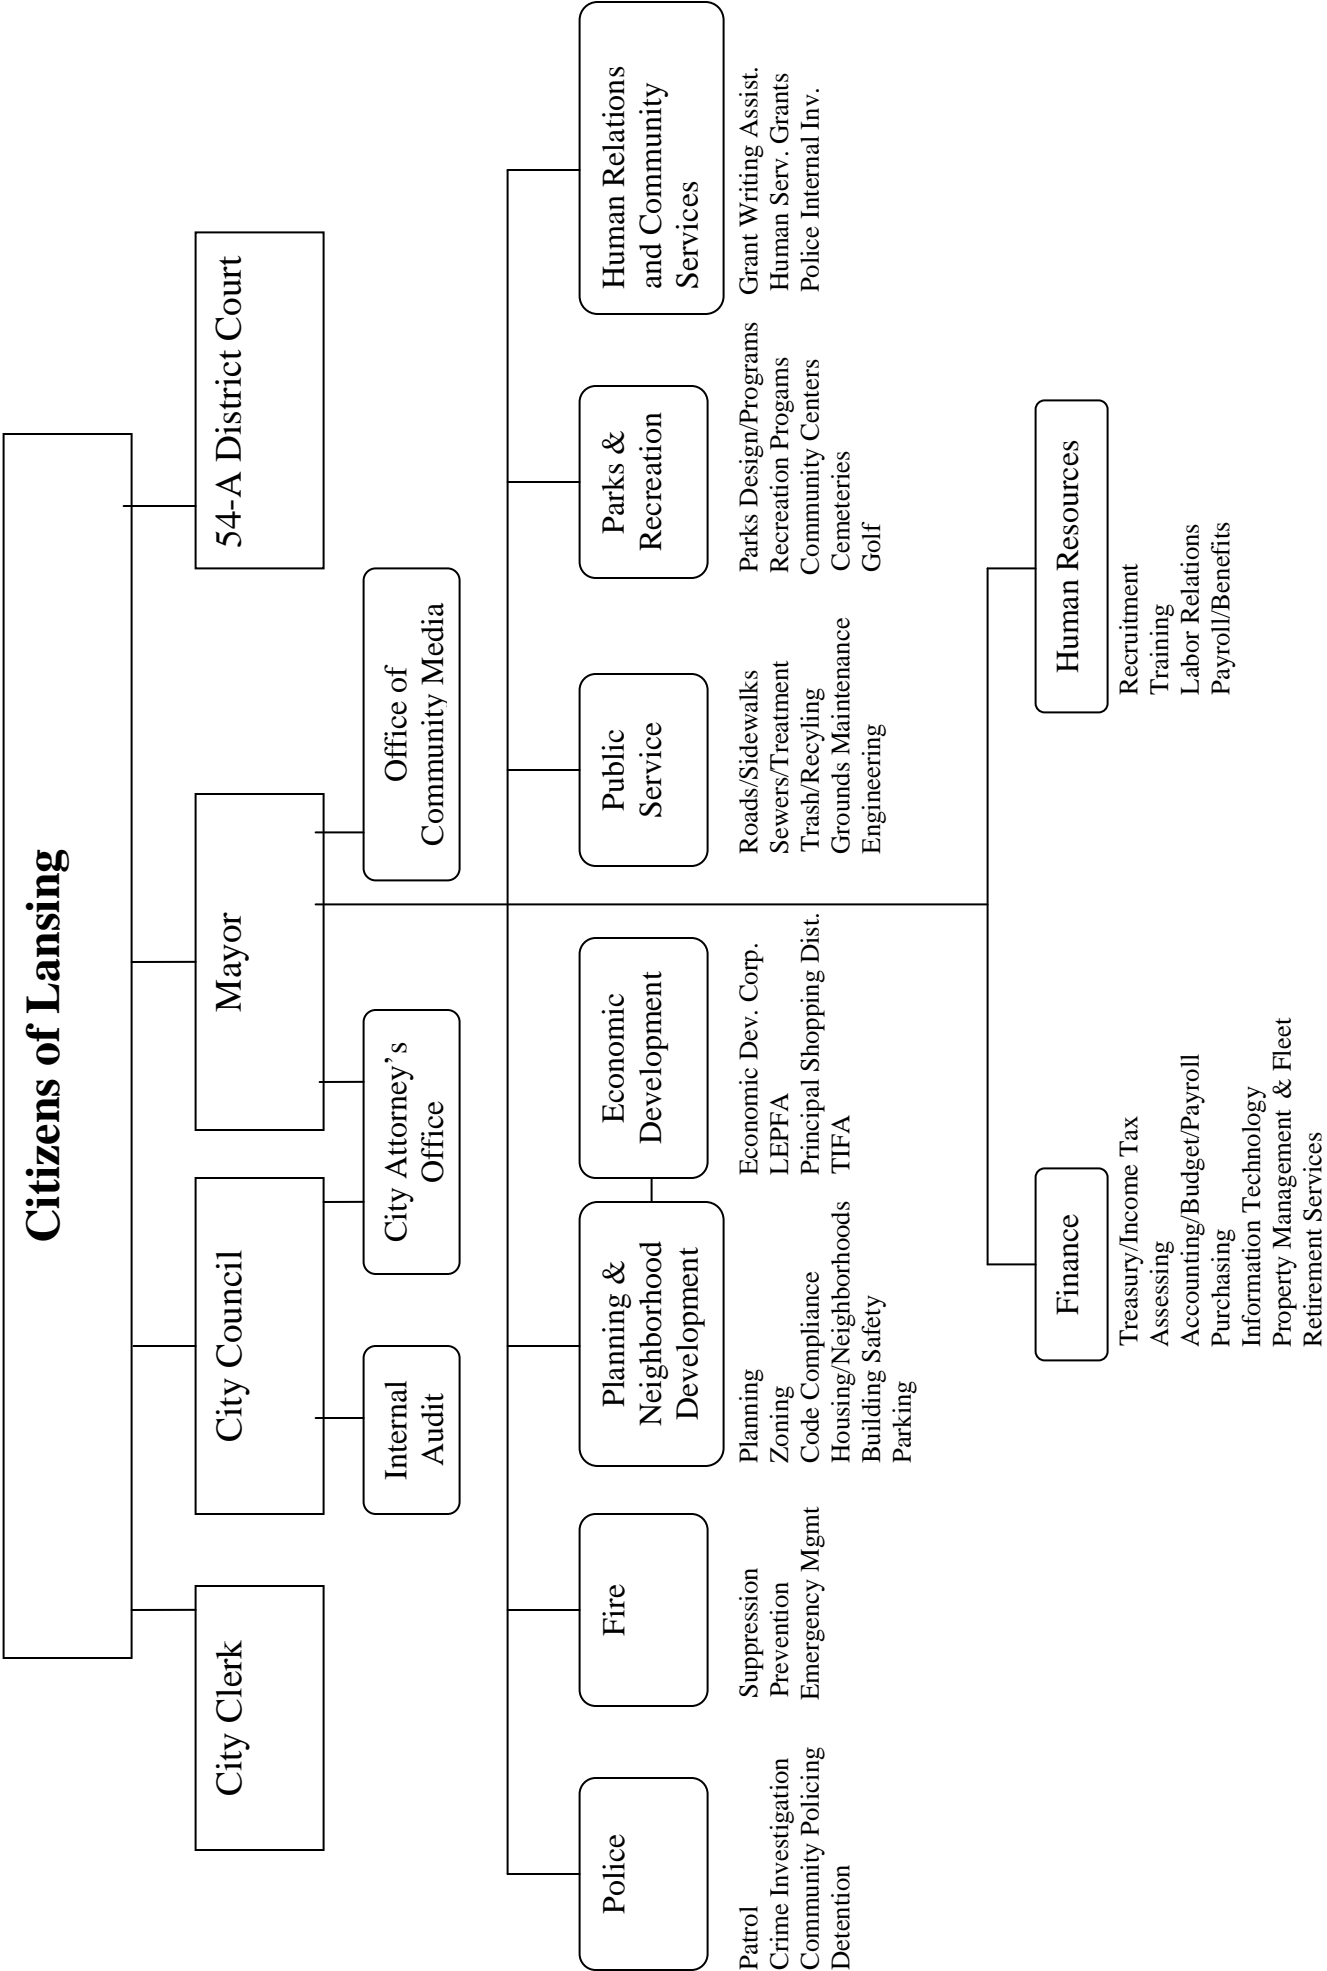 Citizens of Lansing
City Clerk
City Council
Mayor
54-A District Court
Internal
Audit
City Attorney's
Office
Office of
Community Media
Police
Patrol
Crime Investigation
Community Policing
Detention
Fire
Suppression
Prevention
Emergency Mgmt
Planning &
Neighborhood
Development
Planning
Zoning
Code Compliance
Housing/Neighborhoods
Building Safety
Parking
Economic
Development
Economic Dev. Corp.
LEPFA
Principal Shopping Dist.
TIFA
Public
Service
Roads/Sidewalks
Sewers/Treatment
Trash/Recyling
Grounds Maintenance
Engineering
Parks &
Recreation
Parks Design/Programs
Recreation Progams
Community Centers
Cemeteries
Golf
Human Relations
and Community
Services
Grant Writing Assist.
Human Serv. Grants
Police Internal Inv.
Finance
Treasury/Income Tax
Assessing
Accounting/Budget/Payroll
Purchasing
Information Technology
Property Management & Fleet
Retirement Services
Human Resources
Recruitment
Training
Labor Relations
Payroll/Benefits